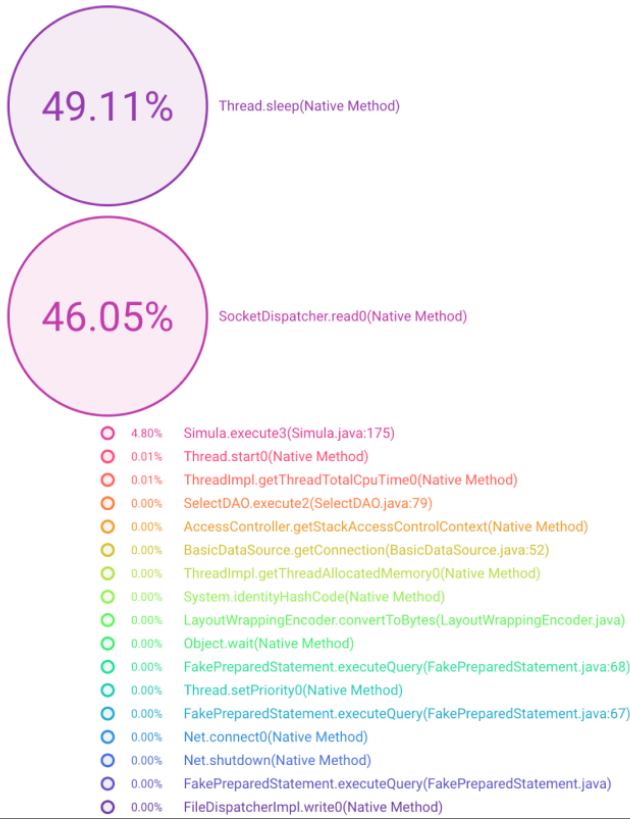 49.11% Thread.sleep(Native Method)
46.05% SocketDispatcher.read0(Native Method)
4.80% Simula.execute3(Simula.java:175)
0.01% Thread.start0(Native Method)
0.01% ThreadImpl.getThreadTotalCpuTime0(Native Method)
0.00% SelectDAO.execute2(SelectDAO.java:79)
0.00% AccessController.getStackAccessControlContext(Native Method)
0.00% BasicDataSource.getConnection(BasicDataSource.java:52)
0.00% ThreadImpl.getThreadAllocatedMemory0(Native Method)
0.00% System.identityHashCode(Native Method)
0.00% LayoutWrappingEncoder.convertToBytes(LayoutWrappingEncoder.java)
0.00% Object.wait(Native Method)
0.00% FakePreparedStatement.executeQuery(FakePreparedStatement.java:68)
0.00% Thread.setPriority0(Native Method)
0.00% FakePreparedStatement.executeQuery(FakePreparedStatement.java:67)
0.00% Net.connect0(Native Method)
0.00% Net.shutdown(Native Method)
0.00% FakePreparedStatement.executeQuery(FakePreparedStatement.java)
0.00% FileDispatcherImpl.write0(Native Method)